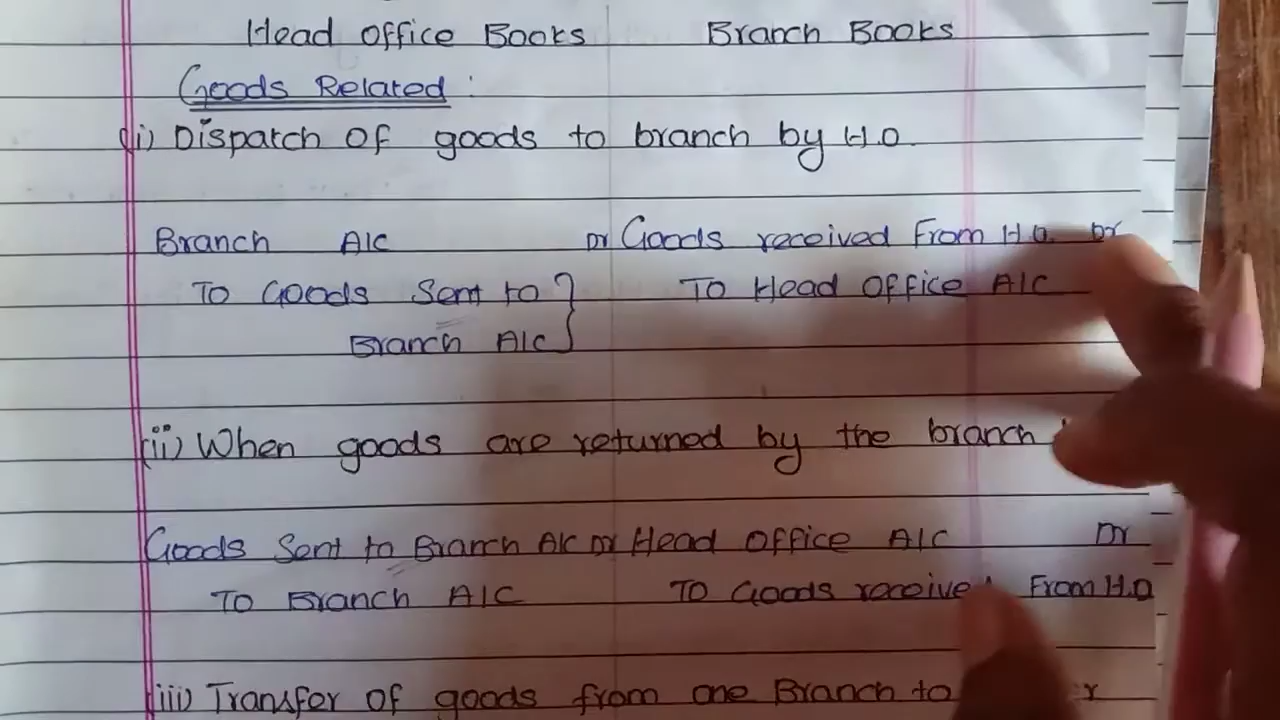 Head Office Books Branch Books
Goods Related :
(i) Dispatch of goods to branch by H.O.
Branch A/C Dr Goods received from H.O. Dr
To Goods Sent to } To Head Office A/C
Branch A/C
(ii) When goods are returned by the branch
Goods Sent to Branch A/C Dr Head Office A/C Dr
To Branch A/C To Goods received From H.O
(iii) Transfer of goods from one Branch to